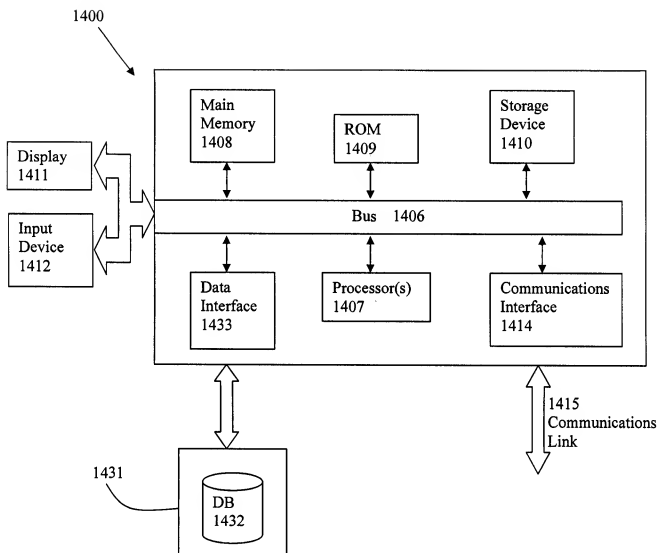 1400
Main
Memory
1408
ROM
1409
Storage
Device
1410
Display
1411
Input
Device
1412
Bus 1406
Data
Interface
1433
Processor(s)
1407
Communications
Interface
1414
1415
Communications
Link
1431
DB
1432